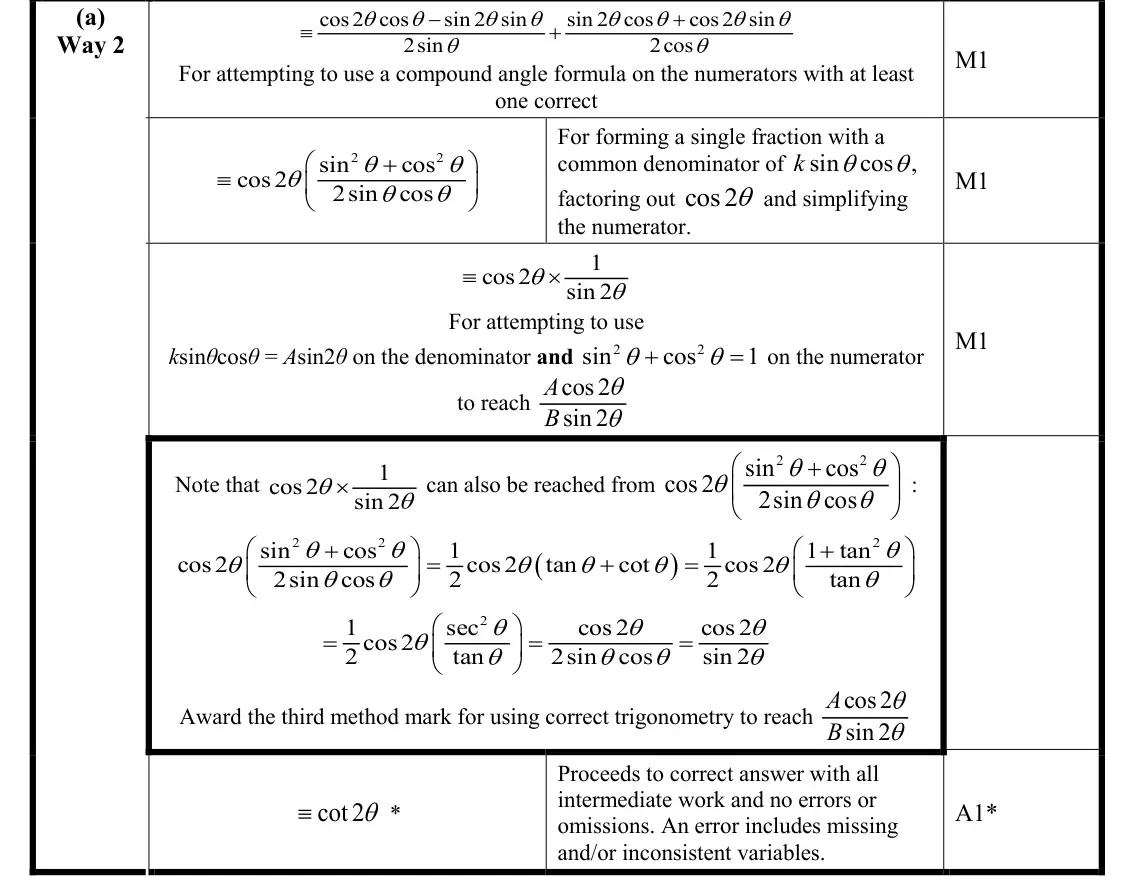 (a)
Way 2
≡ (cos 2θ cos θ − sin 2θ sin θ)/(2 sin θ) + (sin 2θ cos θ + cos 2θ sin θ)/(2 cos θ)
For attempting to use a compound angle formula on the numerators with at least
one correct
M1
≡ cos 2θ ((sin² θ + cos² θ)/(2 sin θ cos θ))
For forming a single fraction with a
common denominator of k sin θ cos θ,
factoring out cos 2θ and simplifying
the numerator.
M1
≡ cos 2θ × 1/(sin 2θ)
For attempting to use
ksinθcosθ = Asin2θ on the denominator and sin² θ + cos² θ = 1 on the numerator
to reach (A cos 2θ)/(B sin 2θ)
M1
Note that cos 2θ × 1/(sin 2θ) can also be reached from cos 2θ ((sin² θ + cos² θ)/(2 sin θ cos θ)) :
cos 2θ ((sin² θ + cos² θ)/(2 sin θ cos θ)) = 1/2 cos 2θ (tan θ + cot θ) = 1/2 cos 2θ ((1 + tan² θ)/(tan θ))
= 1/2 cos 2θ ((sec² θ)/(tan θ)) = (cos 2θ)/(2 sin θ cos θ) = (cos 2θ)/(sin 2θ)
Award the third method mark for using correct trigonometry to reach (A cos 2θ)/(B sin 2θ)
≡ cot 2θ *
Proceeds to correct answer with all
intermediate work and no errors or
omissions. An error includes missing
and/or inconsistent variables.
A1*